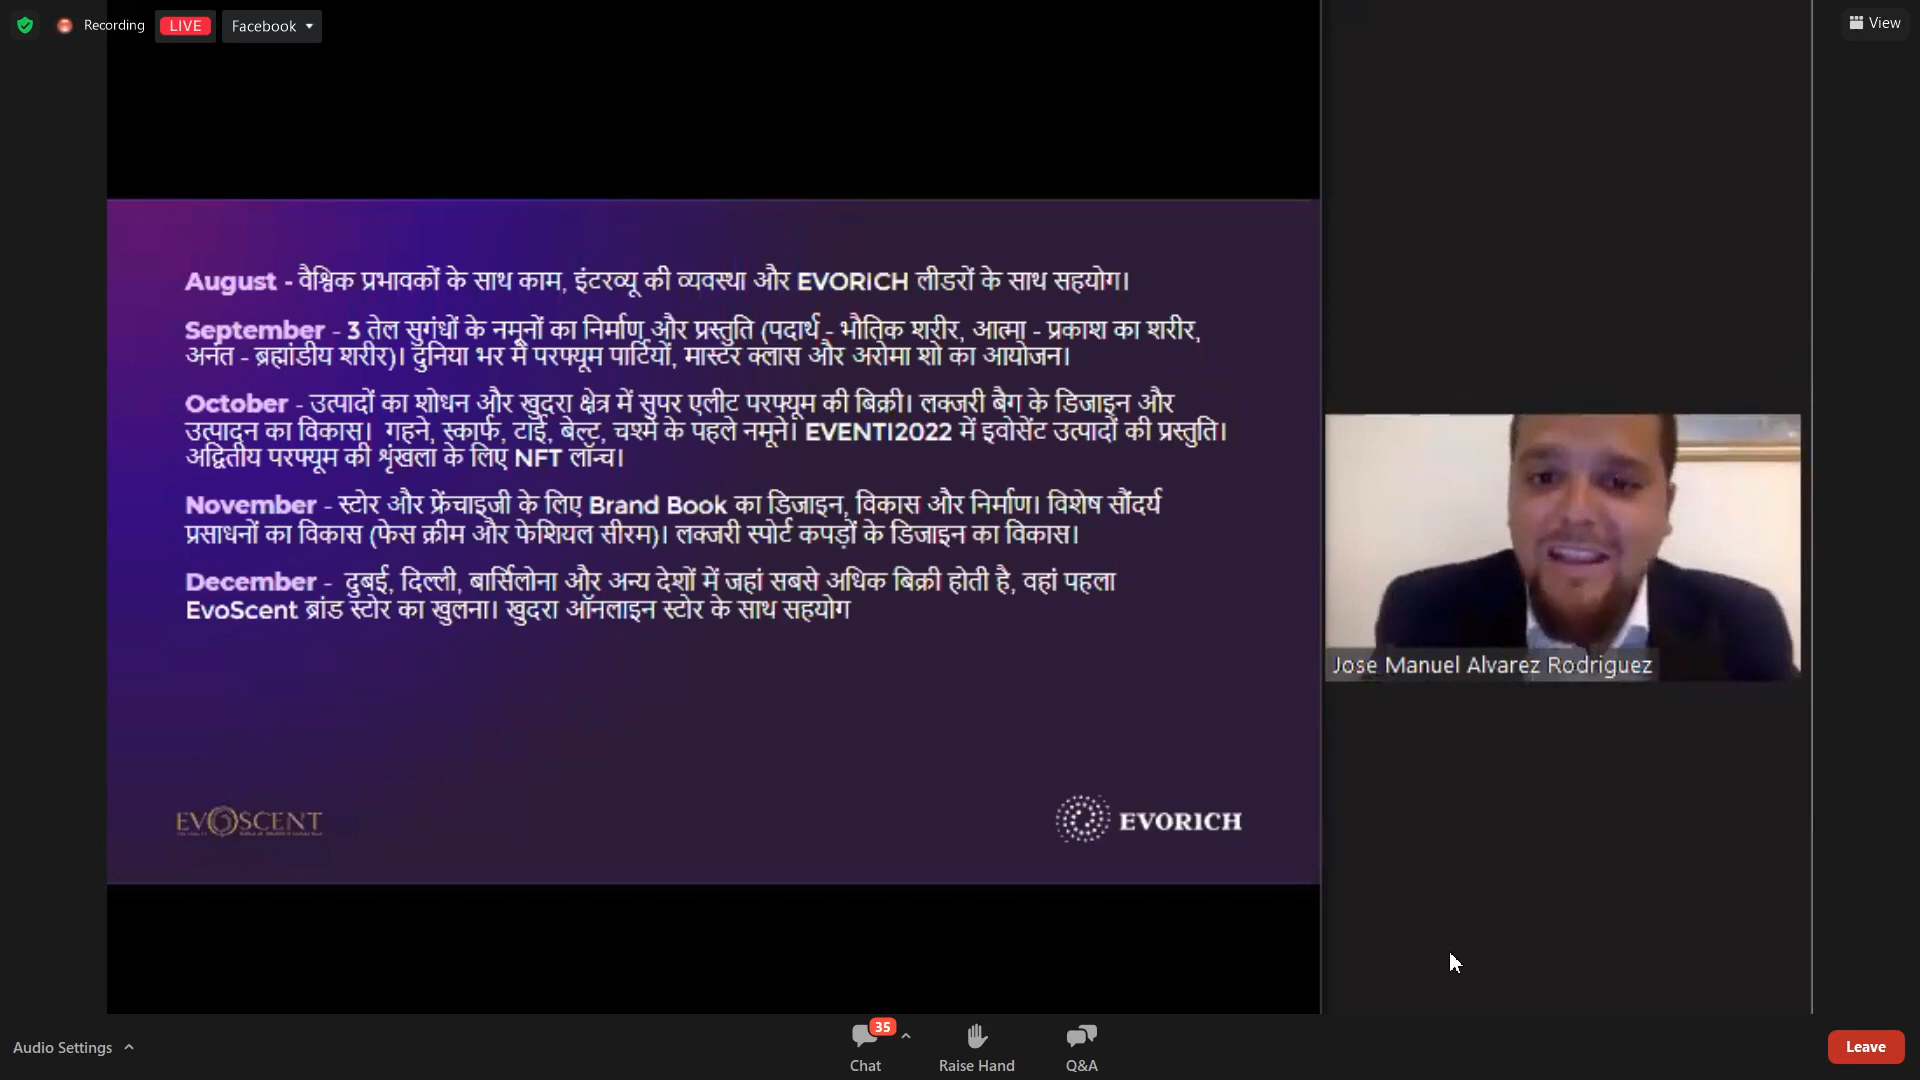 Recording LIVE Facebook
View
August - वैश्विक प्रभावकों के साथ काम, इंटरव्यू की व्यवस्था और EVORICH लीडरों के साथ सहयोग।
September - 3 तेल सुगंधों के नमूनों का निर्माण और प्रस्तुति (पदार्थ - भौतिक शरीर, आत्मा - प्रकाश का शरीर,
अनंत - ब्रह्मांडीय शरीर)। दुनिया भर में परफ्यूम पार्टियों, मास्टर क्लास और अरोमा शो का आयोजन।
October - उत्पादों का शोधन और खुदरा क्षेत्र में सुपर एलीट परफ्यूम की बिक्री। लक्जरी बैग के डिजाइन और
उत्पादन का विकास। गहने, स्कार्फ, टाई, बेल्ट, चश्मे के पहले नमूने। EVENTI2022 में इवोसेंट उत्पादों की प्रस्तुति।
अद्वितीय परफ्यूम की शृंखला के लिए NFT लॉन्च।
November - स्टोर और फ्रेंचाइजी के लिए Brand Book का डिजाइन, विकास और निर्माण। विशेष सौंदर्य
प्रसाधनों का विकास (फेस क्रीम और फेशियल सीरम)। लक्जरी स्पोर्ट कपड़ों के डिजाइन का विकास।
December - दुबई, दिल्ली, बार्सिलोना और अन्य देशों में जहां सबसे अधिक बिक्री होती है, वहां पहला
EvoScent ब्रांड स्टोर का खुलना। खुदरा ऑनलाइन स्टोर के साथ सहयोग
Jose Manuel Alvarez Rodriguez
EVOSCENT
EVORICH
Audio Settings
35
Chat
Raise Hand
Q&A
Leave